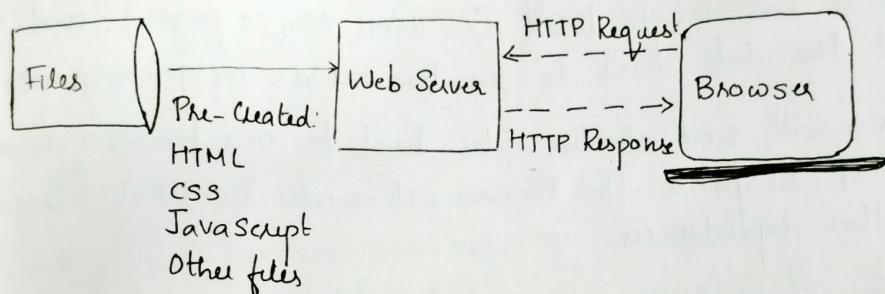 Files
Pre-Created:
HTML
CSS
JavaScript
Other files
Web Server
HTTP Request
HTTP Response
Browser